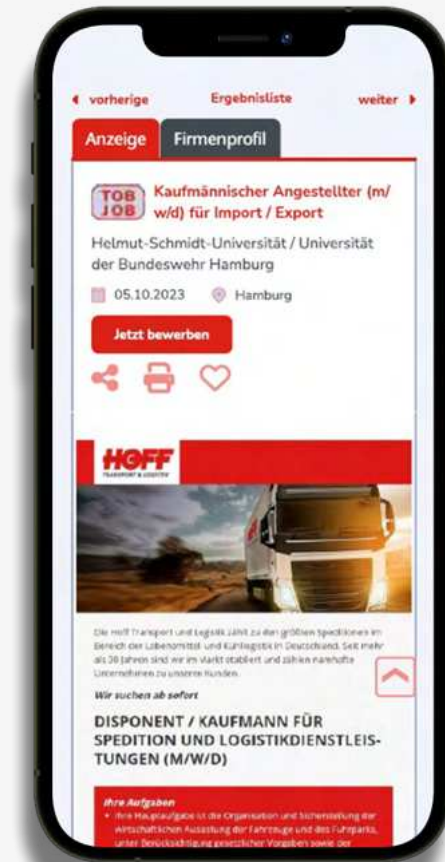 vorherige Ergebnisliste weiter
Anzeige Firmenprofil
TOB
JOB
Kaufmännischer Angestellter (m/
w/d) für Import / Export
Helmut-Schmidt-Universität / Universität
der Bundeswehr Hamburg
05.10.2023 Hamburg
Jetzt bewerben
HOFF
TRANSPORT & LOGISTIK
Die Hoff Transport und Logistik zählt zu den größten Speditionen im
Bereich der Lebensmittel und Kühllogistik in Deutschland. Seit mehr
als 30 Jahren sind wir im Markt etabliert und zählen namhafte
Unternehmen zu unseren Kunden.
Wir suchen ab sofort
DISPONENT / KAUFMANN FÜR
SPEDITION UND LOGISTIKDIENSTLEIS-
TUNGEN (M/W/D)
Ihre Aufgaben
• Ihre Hauptaufgabe ist die Organisation und Sicherstellung der
wirtschaftlichen Auslastung der Fahrzeuge und des Fuhrparks,
unter Berücksichtigung gesetzlicher Vorgaben sowie der